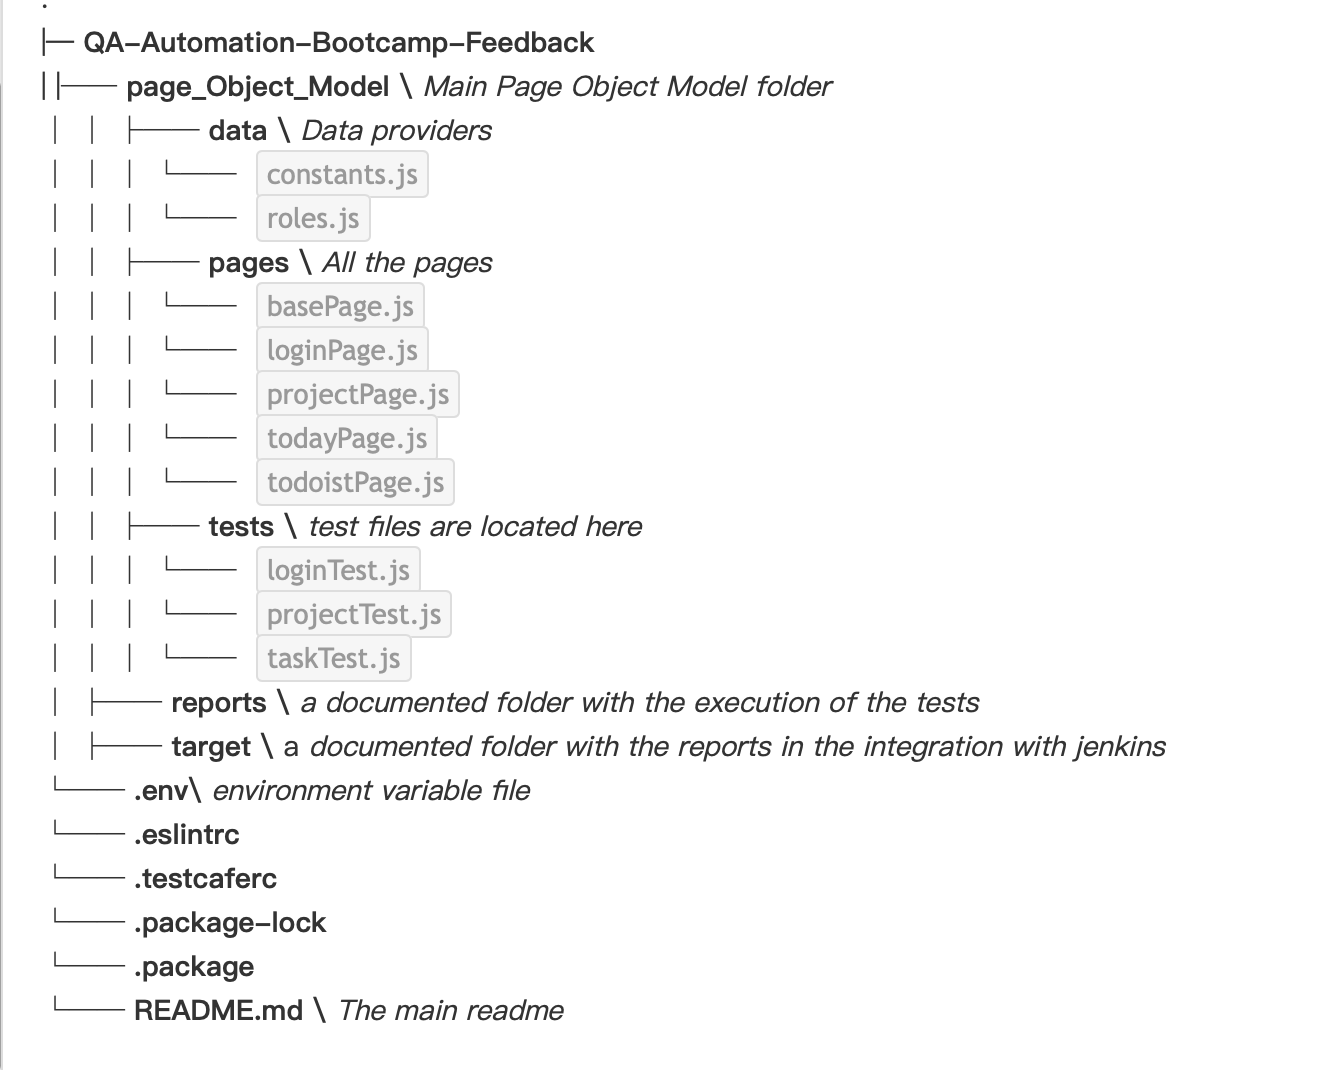 .
├── QA-Automation-Bootcamp-Feedback
│ ├─── page_Object_Model \ Main Page Object Model folder
│ │ ├──── data \ Data providers
│ │ │ └──── constants.js
│ │ │ └──── roles.js
│ │ ├──── pages \ All the pages
│ │ │ └──── basePage.js
│ │ │ └──── loginPage.js
│ │ │ └──── projectPage.js
│ │ │ └──── todayPage.js
│ │ │ └──── todoistPage.js
│ │ ├──── tests \ test files are located here
│ │ │ └──── loginTest.js
│ │ │ └──── projectTest.js
│ │ │ └──── taskTest.js
│ ├──── reports \ a documented folder with the execution of the tests
│ ├──── target \ a documented folder with the reports in the integration with jenkins
└──── .env\ environment variable file
└──── .eslintrc
└──── .testcaferc
└──── .package-lock
└──── .package
└──── README.md \ The main readme